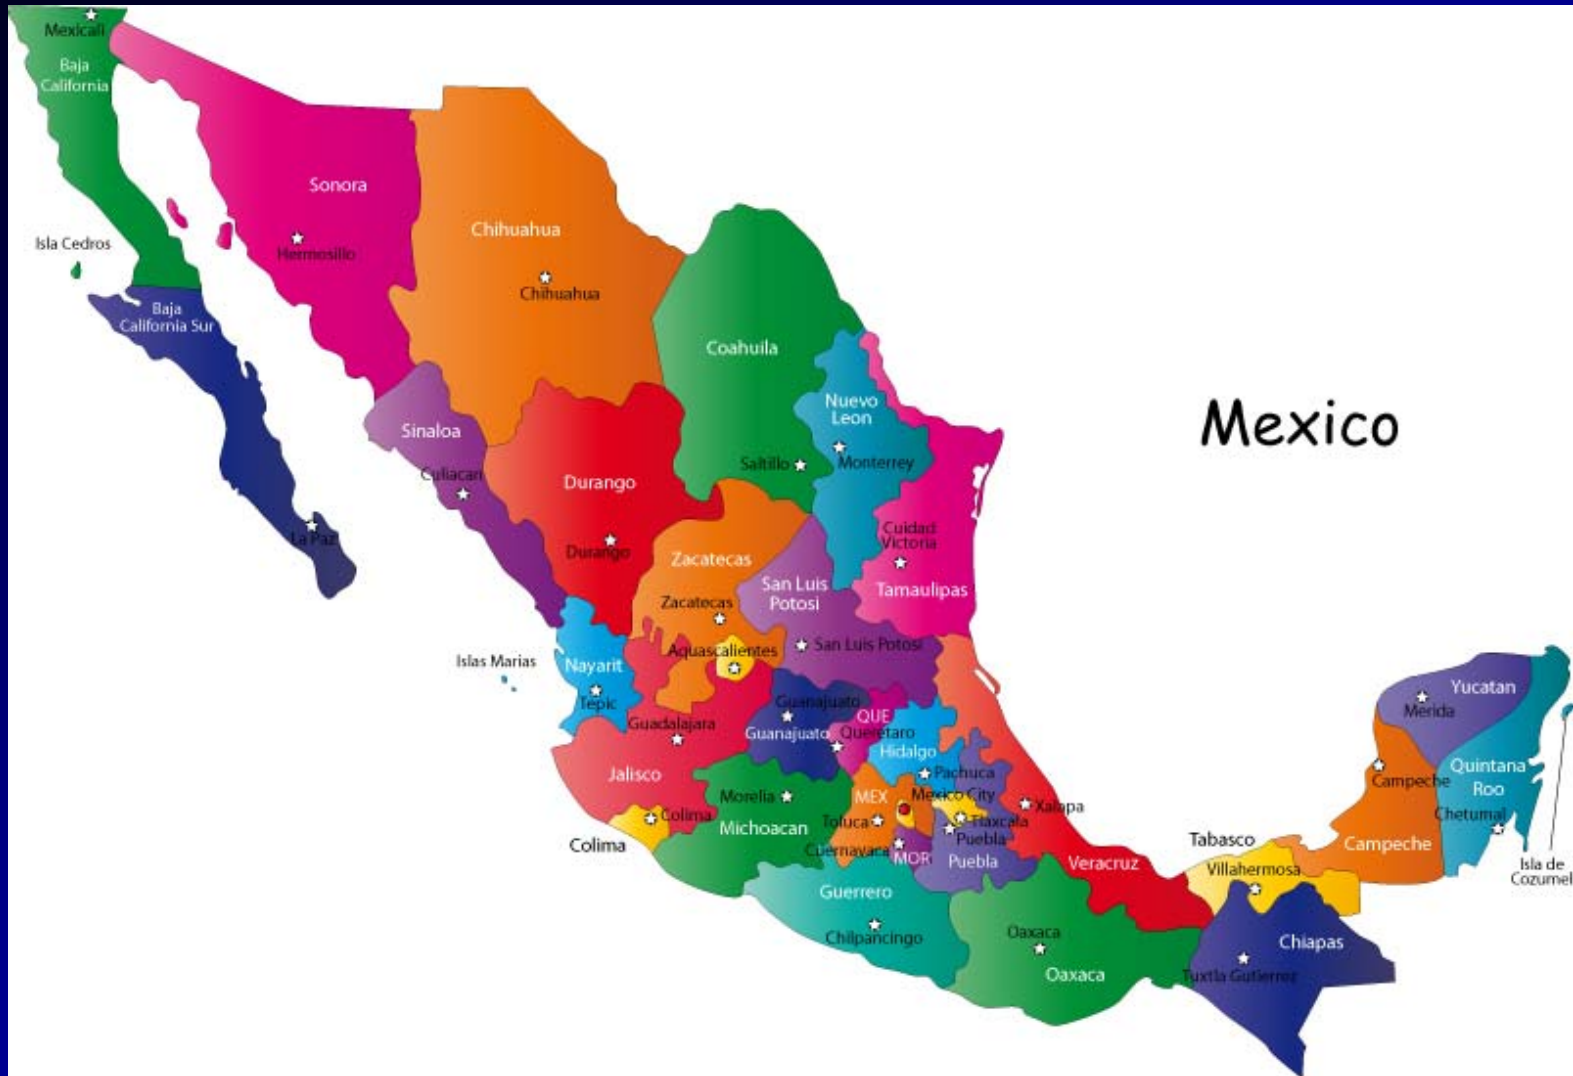 Mexicali
Baja
California
Sonora
Hermosillo
Isla Cedros
Chihuahua
Chihuahua
Baja
California Sur
Coahuila
Nuevo
Leon
Mexico
Sinaloa
Saltillo
Monterrey
Culiacan
Durango
La Paz
Durango
Cuidad
Victoria
Zacatecas
San Luis
Potosi
Tamaulipas
Zacatecas
San Luis Potosi
Aquascalientes
Islas Marias
Nayarit
Tepic
Guanajuato
Guadalajara
QUE
Queretaro
Guanajuato
Hidalgo
Yucatan
Merida
Jalisco
Pachuca
Campeche
Quintana
Roo
Morelia
MEX
Mexico City
Colima
Xalapa
Chetumal
Michoacan
Toluca
Tlaxcala
Puebla
Colima
Cuernavaca
MOR
Puebla
Veracruz
Tabasco
Campeche
Villahermosa
Isla de
Cozumel
Guerrero
Chilpancingo
Oaxaca
Chiapas
Oaxaca
Tuxtla Gutierrez